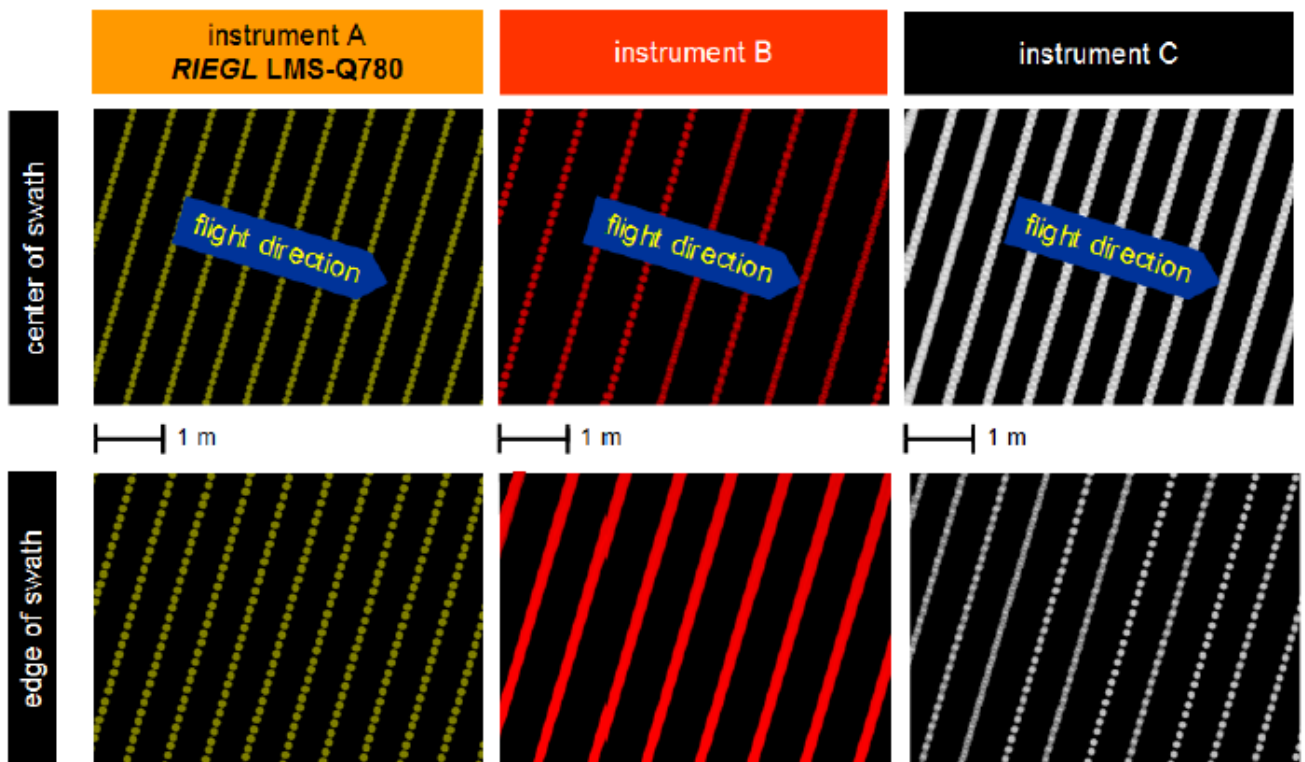 instrument A
RIEGL LMS-Q780
instrument B
instrument C
center of swath
flight direction
flight direction
flight direction
1 m
1 m
1 m
edge of swath